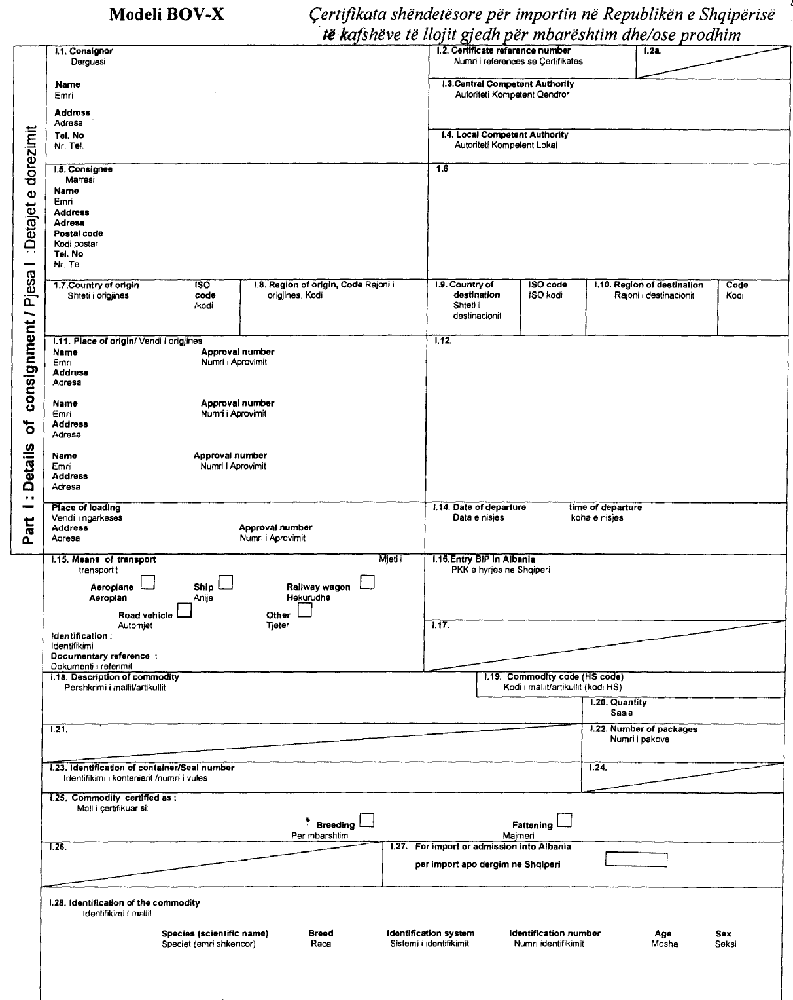 Modeli BOV-X
Çertifikata shëndetësore për importin në Republikën e Shqipërisë
të kafshëve të llojit gjedh për mbarështim dhe/ose prodhim
Part I : Details of consignment / Pjesa I :Detajet e dorezimit
I.1. Consignor
Derguesi
Name
Emri
Address
Adresa
Tel. No
Nr. Tel.
I.2. Certificate reference number
Numri i references se Çertifikates
I.2a.
I.3.Central Competent Authority
Autoriteti Kompetent Qendror
I.4. Local Competent Authority
Autoriteti Kompetent Lokal
I.5. Consignee
Marresi
Name
Emri
Address
Adresa
Postal code
Kodi postar
Tel. No
Nr. Tel.
1.6
1.7.Country of origin
Shteti i origjines
ISO
code
/kodi
I.8. Region of origin, Code Rajoni i
origjines, Kodi
I.9. Country of
destination
Shteti i
destinacionit
ISO code
ISO kodi
I.10. Region of destination
Rajoni i destinacionit
Code
Kodi
I.11. Place of origin/ Vendi i origjines
Name Approval number
Emri Numri i Aprovimit
Address
Adresa
Name Approval number
Emri Numri i Aprovimit
Address
Adresa
Name Approval number
Emri Numri i Aprovimit
Address
Adresa
I.12.
Place of loading
Vendi i ngarkeses
Address Approval number
Adresa Numri i Aprovimit
I.14. Date of departure time of departure
Data e nisjes koha e nisjes
I.15. Means of transport Mjeti i
transportit
Aeroplane Ship Railway wagon
Aeroplan Anije Hekurudhe
Road vehicle Other
Automjet Tjeter
Identification :
Identifikimi
Documentary reference :
Dokumenti i referimit
I.16.Entry BIP in Albania
PKK e hyrjes ne Shqiperi
I.17.
I.18. Description of commodity
Pershkrimi i mallit/artikullit
I.19. Commodity code (HS code)
Kodi i mallit/artikullit (kodi HS)
I.20. Quantity
Sasia
I.21.
I.22. Number of packages
Numri i pakove
I.23. Identification of container/Seal number
Identifikimi i kontenierit /numri i vules
I.24.
I.25. Commodity certified as :
Mall i çertifikuar si:
Breeding Fattening
Per mbarshtim Majmeri
I.26.
I.27. For import or admission into Albania
per import apo dergim ne Shqiperi
I.28. Identification of the commodity
Identifikimi I mallit
Species (scientific name) Breed Identification system Identification number Age Sex
Speciet (emri shkencor) Raca Sistemi i identifikimit Numri identifikimit Mosha Seksi